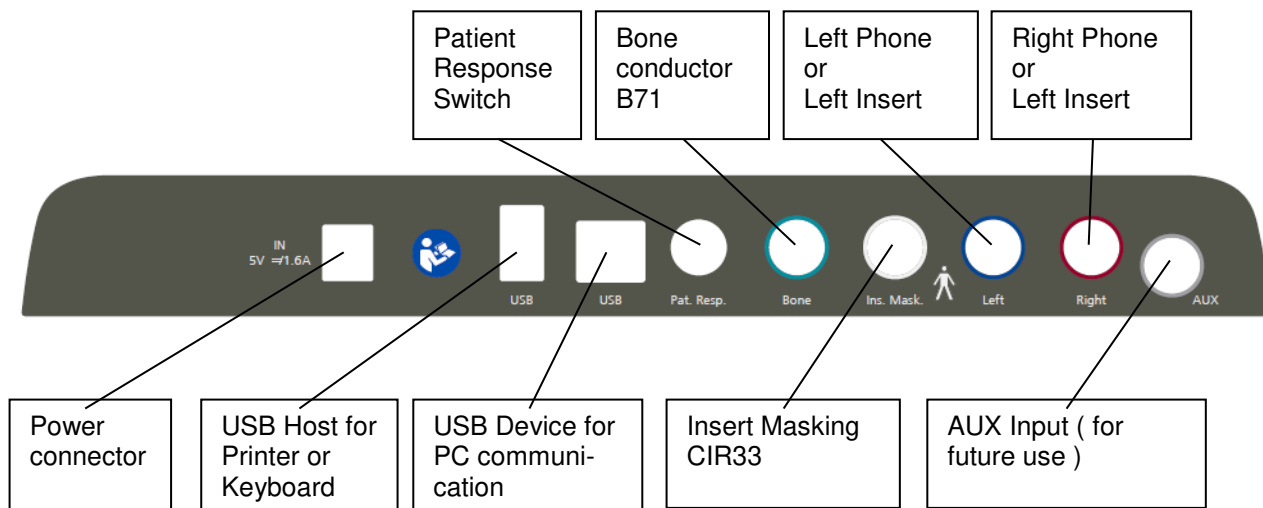 Patient
Response
Switch
Bone
conductor
B71
Left Phone
or
Left Insert
Right Phone
or
Left Insert
IN
5V ⎓/1.6A
USB
USB
Pat. Resp.
Bone
Ins. Mask.
Left
Right
AUX
Power
connector
USB Host for
Printer or
Keyboard
USB Device for
PC communi-
cation
Insert Masking
CIR33
AUX Input ( for
future use )